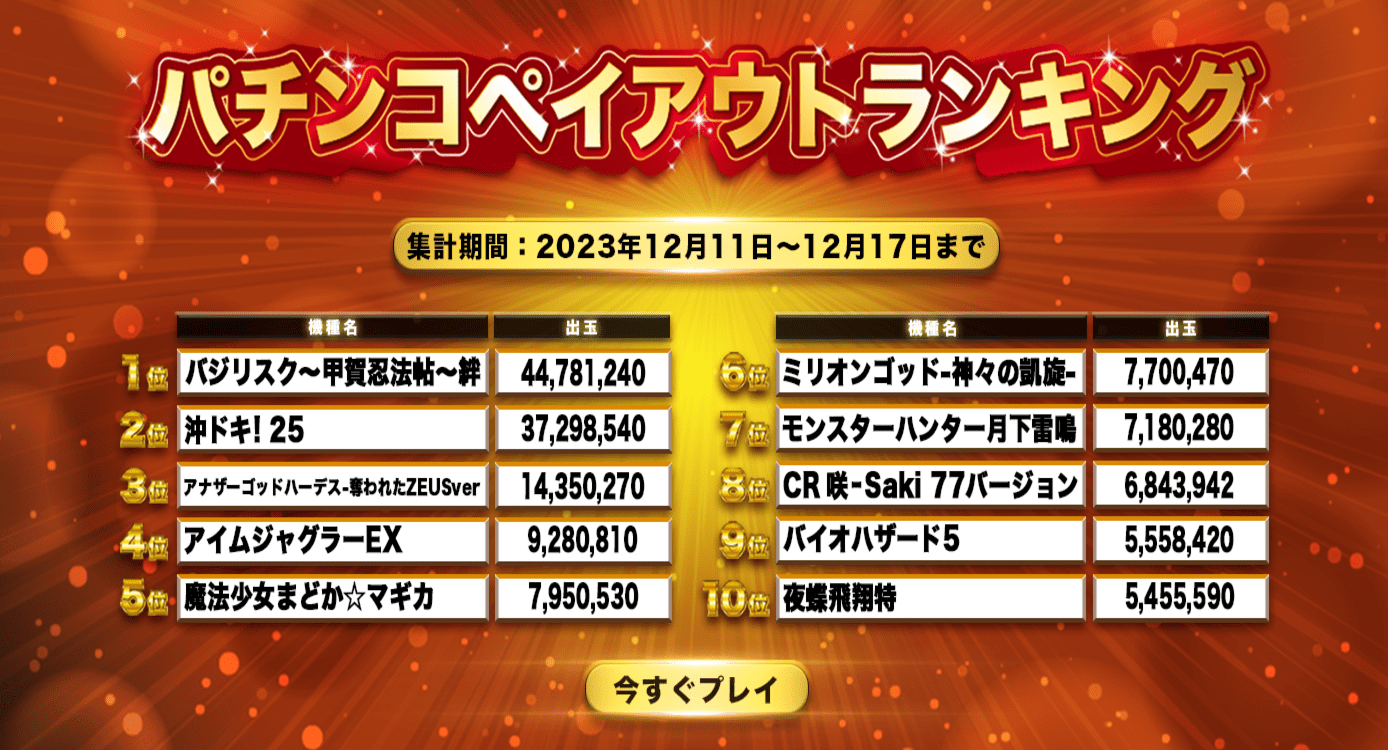 パチンコペイアウトランキング
集計期間：2023年12月11日～12月17日まで
機種名 出玉
1位 バジリスク～甲賀忍法帖～絆 44,781,240
2位 沖ドキ! 25 37,298,540
3位 アナザーゴッドハーデス-奪われたZEUSver 14,350,270
4位 アイムジャグラーEX 9,280,810
5位 魔法少女まどか☆マギカ 7,950,530
機種名 出玉
6位 ミリオンゴッド-神々の凱旋- 7,700,470
7位 モンスターハンター月下雷鳴 7,180,280
8位 CR 咲-Saki 77バージョン 6,843,942
9位 バイオハザード5 5,558,420
10位 夜蝶飛翔特 5,455,590
今すぐプレイ